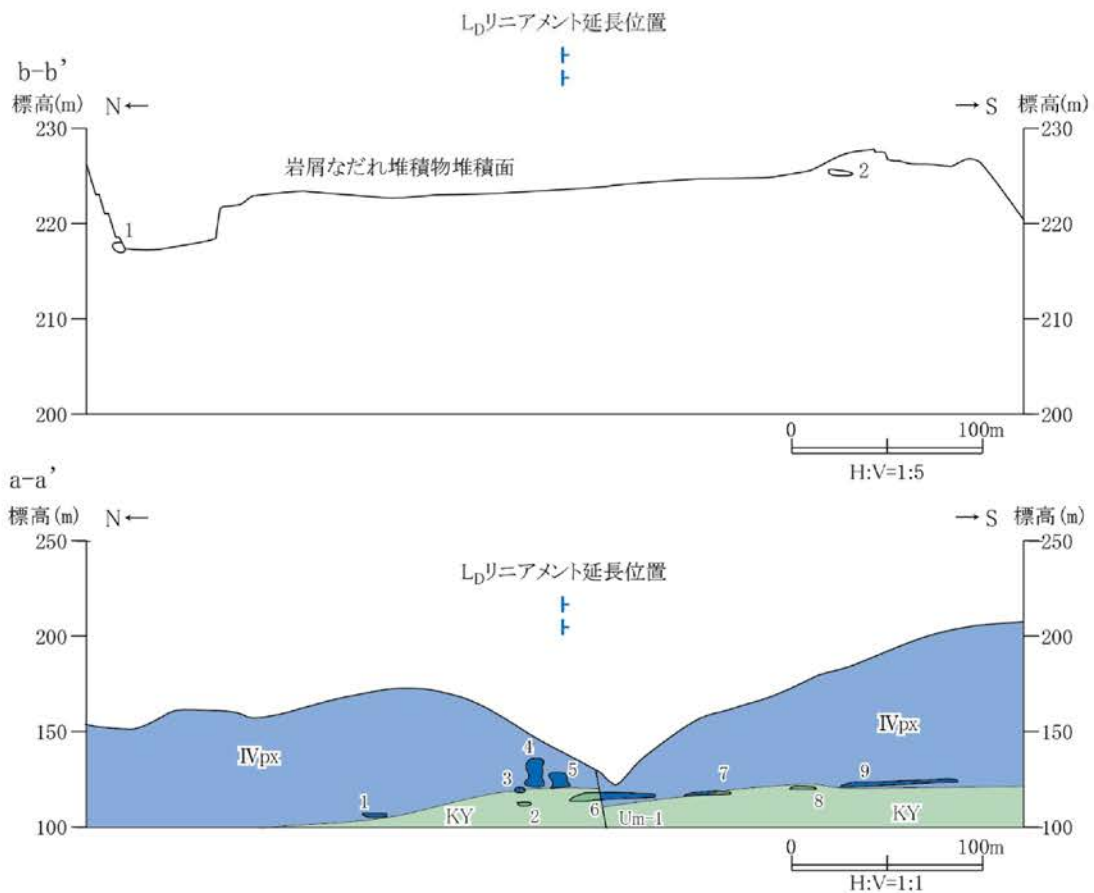 L_Dリニアメント延長位置
b-b’
標高(m) N← →S 標高(m)
230 230
岩屑なだれ堆積物堆積面
2
220 220
1
210 210
200 200
0 100m
H:V=1:5
a-a’
標高(m) N← →S 標高(m)
250 250
L_Dリニアメント延長位置
200 200
150 150
Ⅳpx Ⅳpx
4
3 5 7 9
1 6 8
KY 2 Um-1 KY
100 100
0 100m
H:V=1:1